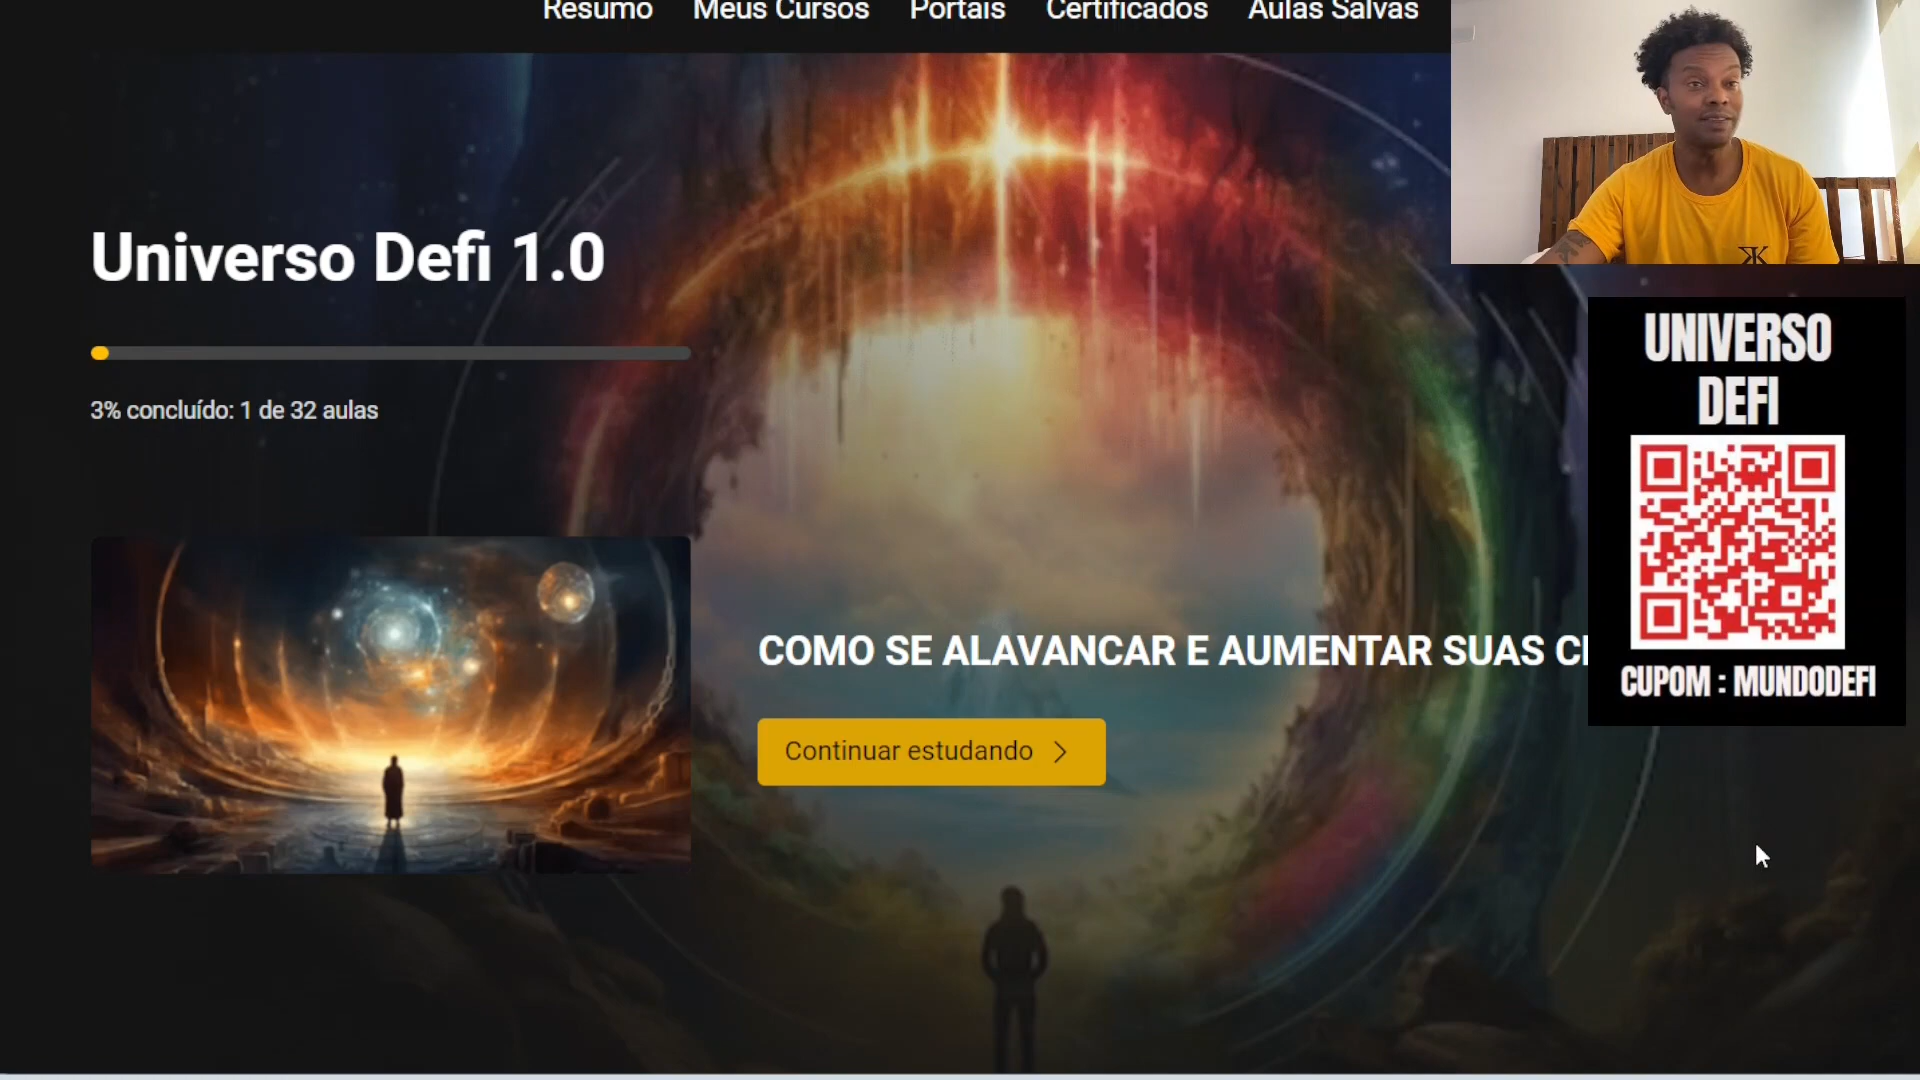 Resumo Meus Cursos Portais Certificados Aulas Salvas
Universo Defi 1.0
3% concluído: 1 de 32 aulas
COMO SE ALAVANCAR E AUMENTAR SUAS
Continuar estudando
UNIVERSO
DEFI
CUPOM : MUNDODEFI